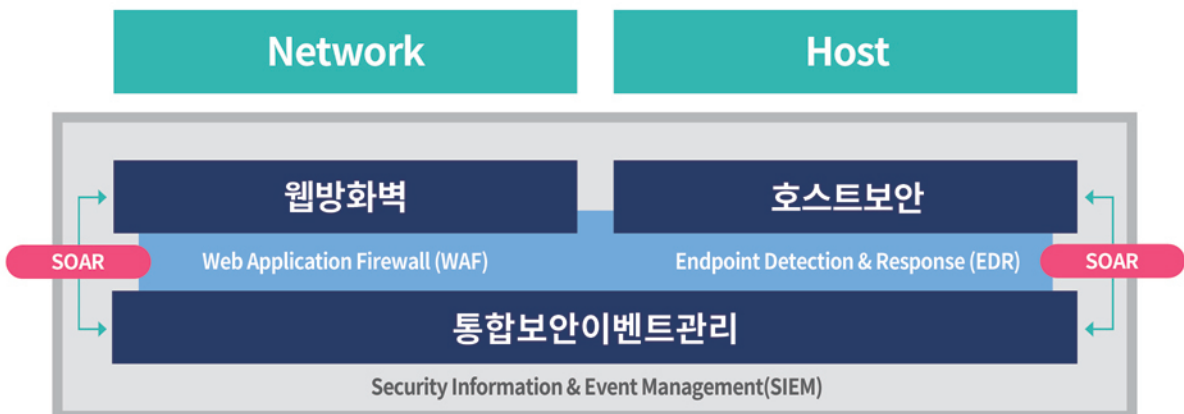 Network
Host
웹방화벽
호스트보안
SOAR
Web Application Firewall (WAF)
Endpoint Detection & Response (EDR)
SOAR
통합보안이벤트관리
Security Information & Event Management(SIEM)